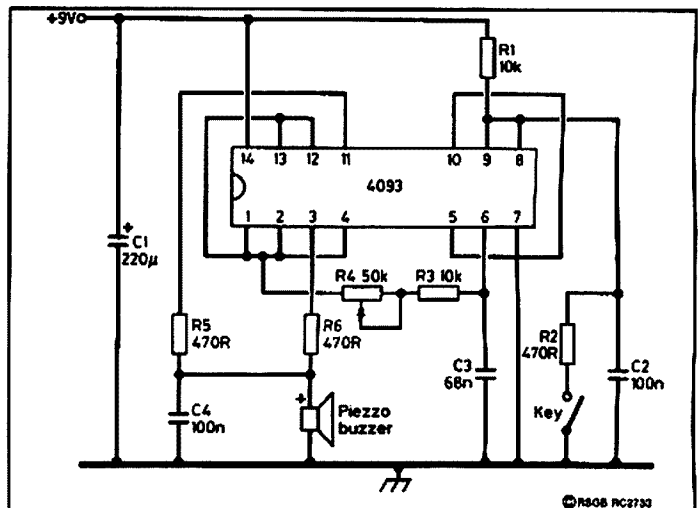 +9V
R1
10k
14 13 12 11 10 9 8
4093
1 2 3 4 5 6 7
+
C1
220μ
R4 50k R3 10k
R5
470R
R6
470R
R2
470R
C3
68n
C2
100n
C4
100n
+
Piezzo
buzzer
Key
©RSGB RC2733